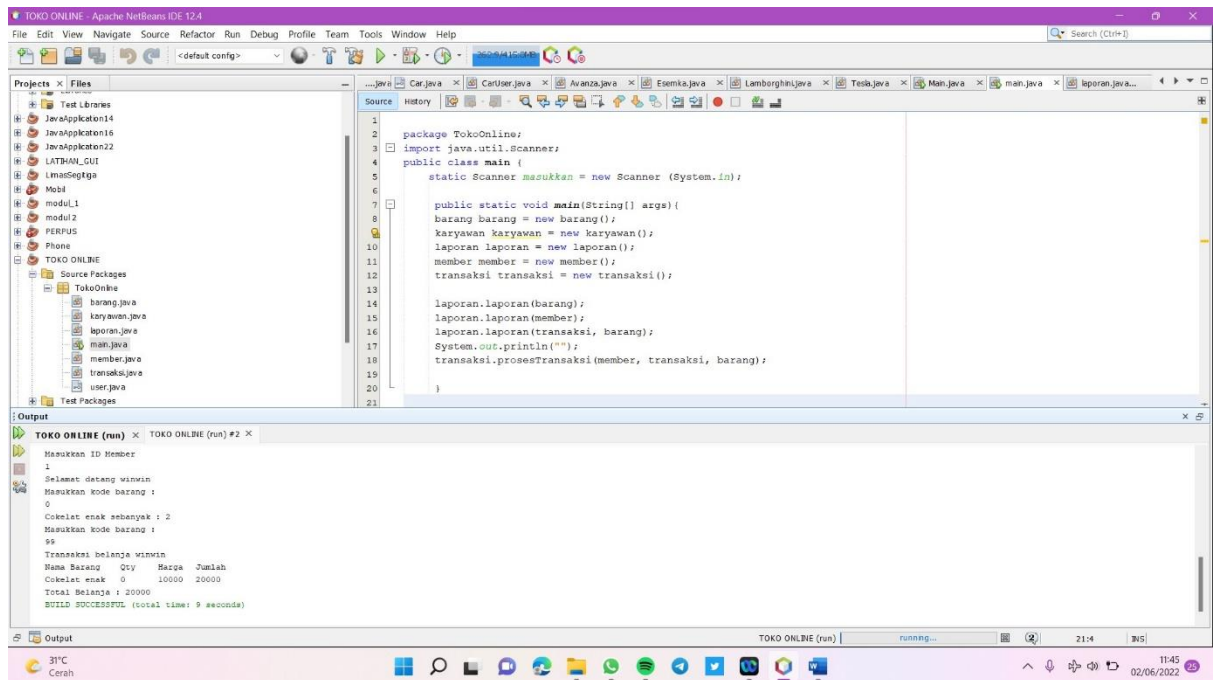 TOKO ONLINE - Apache NetBeans IDE 12.4
File Edit View Navigate Source Refactor Run Debug Profile Team Tools Window Help
Search (Ctrl+I)
<default config>
Projects Files
Test Libraries
JavaApplication14
JavaApplication16
JavaApplication22
LATIHAN_GUI
LimasSegitiga
Mobil
modul_1
modul2
PERPUS
Phone
TOKO ONLINE
Source Packages
TokoOnline
barang.java
karyawan.java
laporan.java
main.java
member.java
transaksi.java
user.java
Test Packages
....java Car.java CarUser.java Avanza.java Esemka.java Lamborghini.java Tesla.java Main.java main.java laporan.java...
Source History
1
2 package TokoOnline;
3 import java.util.Scanner;
4 public class main {
5 static Scanner masukkan = new Scanner (System.in);
6
7 public static void main(String[] args){
8 barang barang = new barang();
karyawan karyawan = new karyawan();
10 laporan laporan = new laporan();
11 member member = new member();
12 transaksi transaksi = new transaksi();
13
14 laporan.laporan(barang);
15 laporan.laporan(member);
16 laporan.laporan(transaksi, barang);
17 System.out.println("");
18 transaksi.prosesTransaksi(member, transaksi, barang);
19
20 }
21
Output
TOKO ONLINE (run) TOKO ONLINE (run) #2
Masukkan ID Member
1
Selamat datang winwin
Masukkan kode barang :
0
Cokelat enak sebanyak : 2
Masukkan kode barang :
99
Transaksi belanja winwin
Nama Barang Qty Harga Jumlah
Cokelat enak 0 10000 20000
Total Belanja : 20000
BUILD SUCCESSFUL (total time: 9 seconds)
Output
TOKO ONLINE (run) running... 21:4 INS
31°C
Cerah
11:45
02/06/2022
25